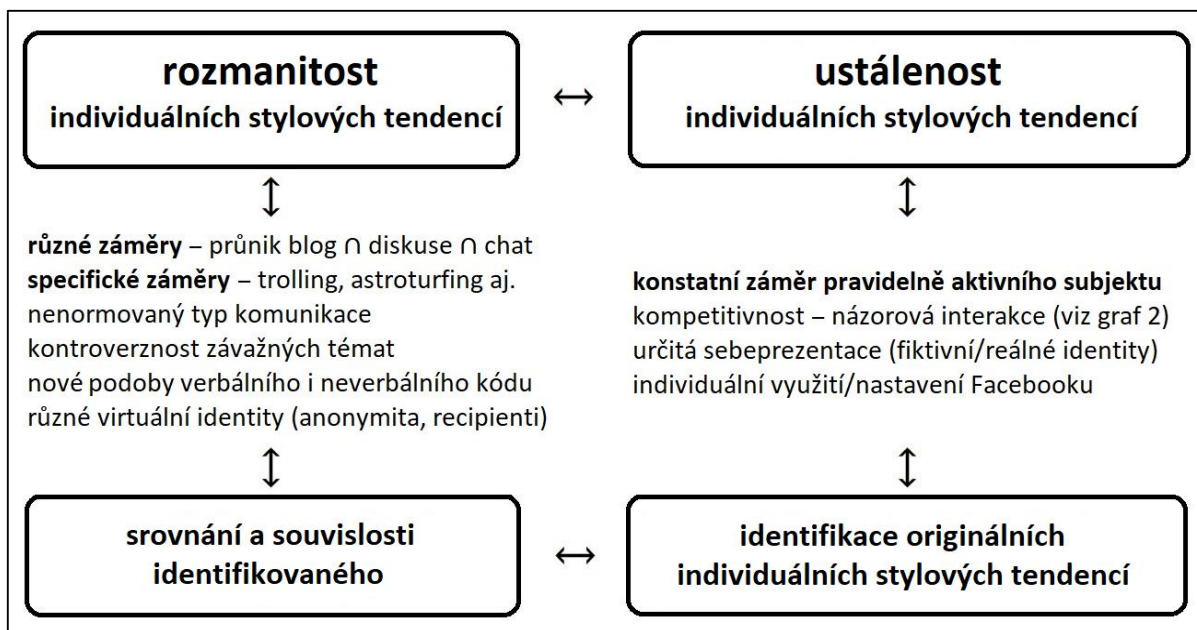 rozmanitost
individuálních stylových tendencí
↔
ustálenost
individuálních stylových tendencí
↕
↕
různé záměry – průnik blog ∩ diskuse ∩ chat
specifické záměry – trolling, astroturfing aj.
nenormovaný typ komunikace
kontroverznost závažných témat
nové podoby verbálního i neverbálního kódu
různé virtuální identity (anonymita, recipienti)
konstatní záměr pravidelně aktivního subjektu
kompetitivnost – názorová interakce (viz graf 2)
určitá sebeprezentace (fiktivní/reálné identity)
individuální využití/nastavení Facebooku
↕
↕
srovnání a souvislosti
identifikovaného
↔
identifikace originálních
individuálních stylových tendencí